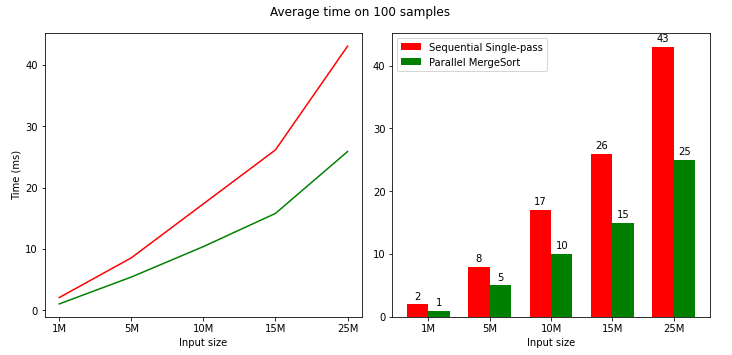 Average time on 100 samples
Time (ms)
40
30
20
10
0
1M 5M 10M 15M 25M
Input size
Sequential Single-pass
Parallel MergeSort
40
30
20
10
0
2 1 8 5 17 10 26 15 43 25
1M 5M 10M 15M 25M
Input size